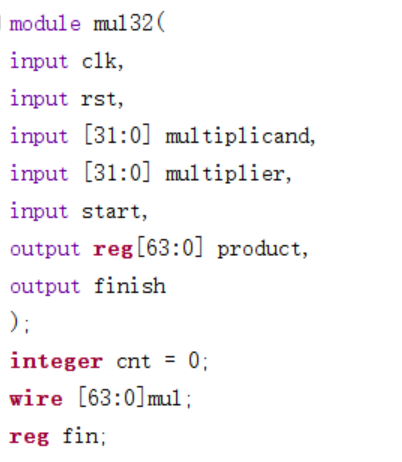 module mul32(
input clk,
input rst,
input [31:0] multiplicand,
input [31:0] multiplier,
input start,
output reg[63:0] product,
output finish
);
integer cnt = 0;
wire [63:0]mul;
reg fin;